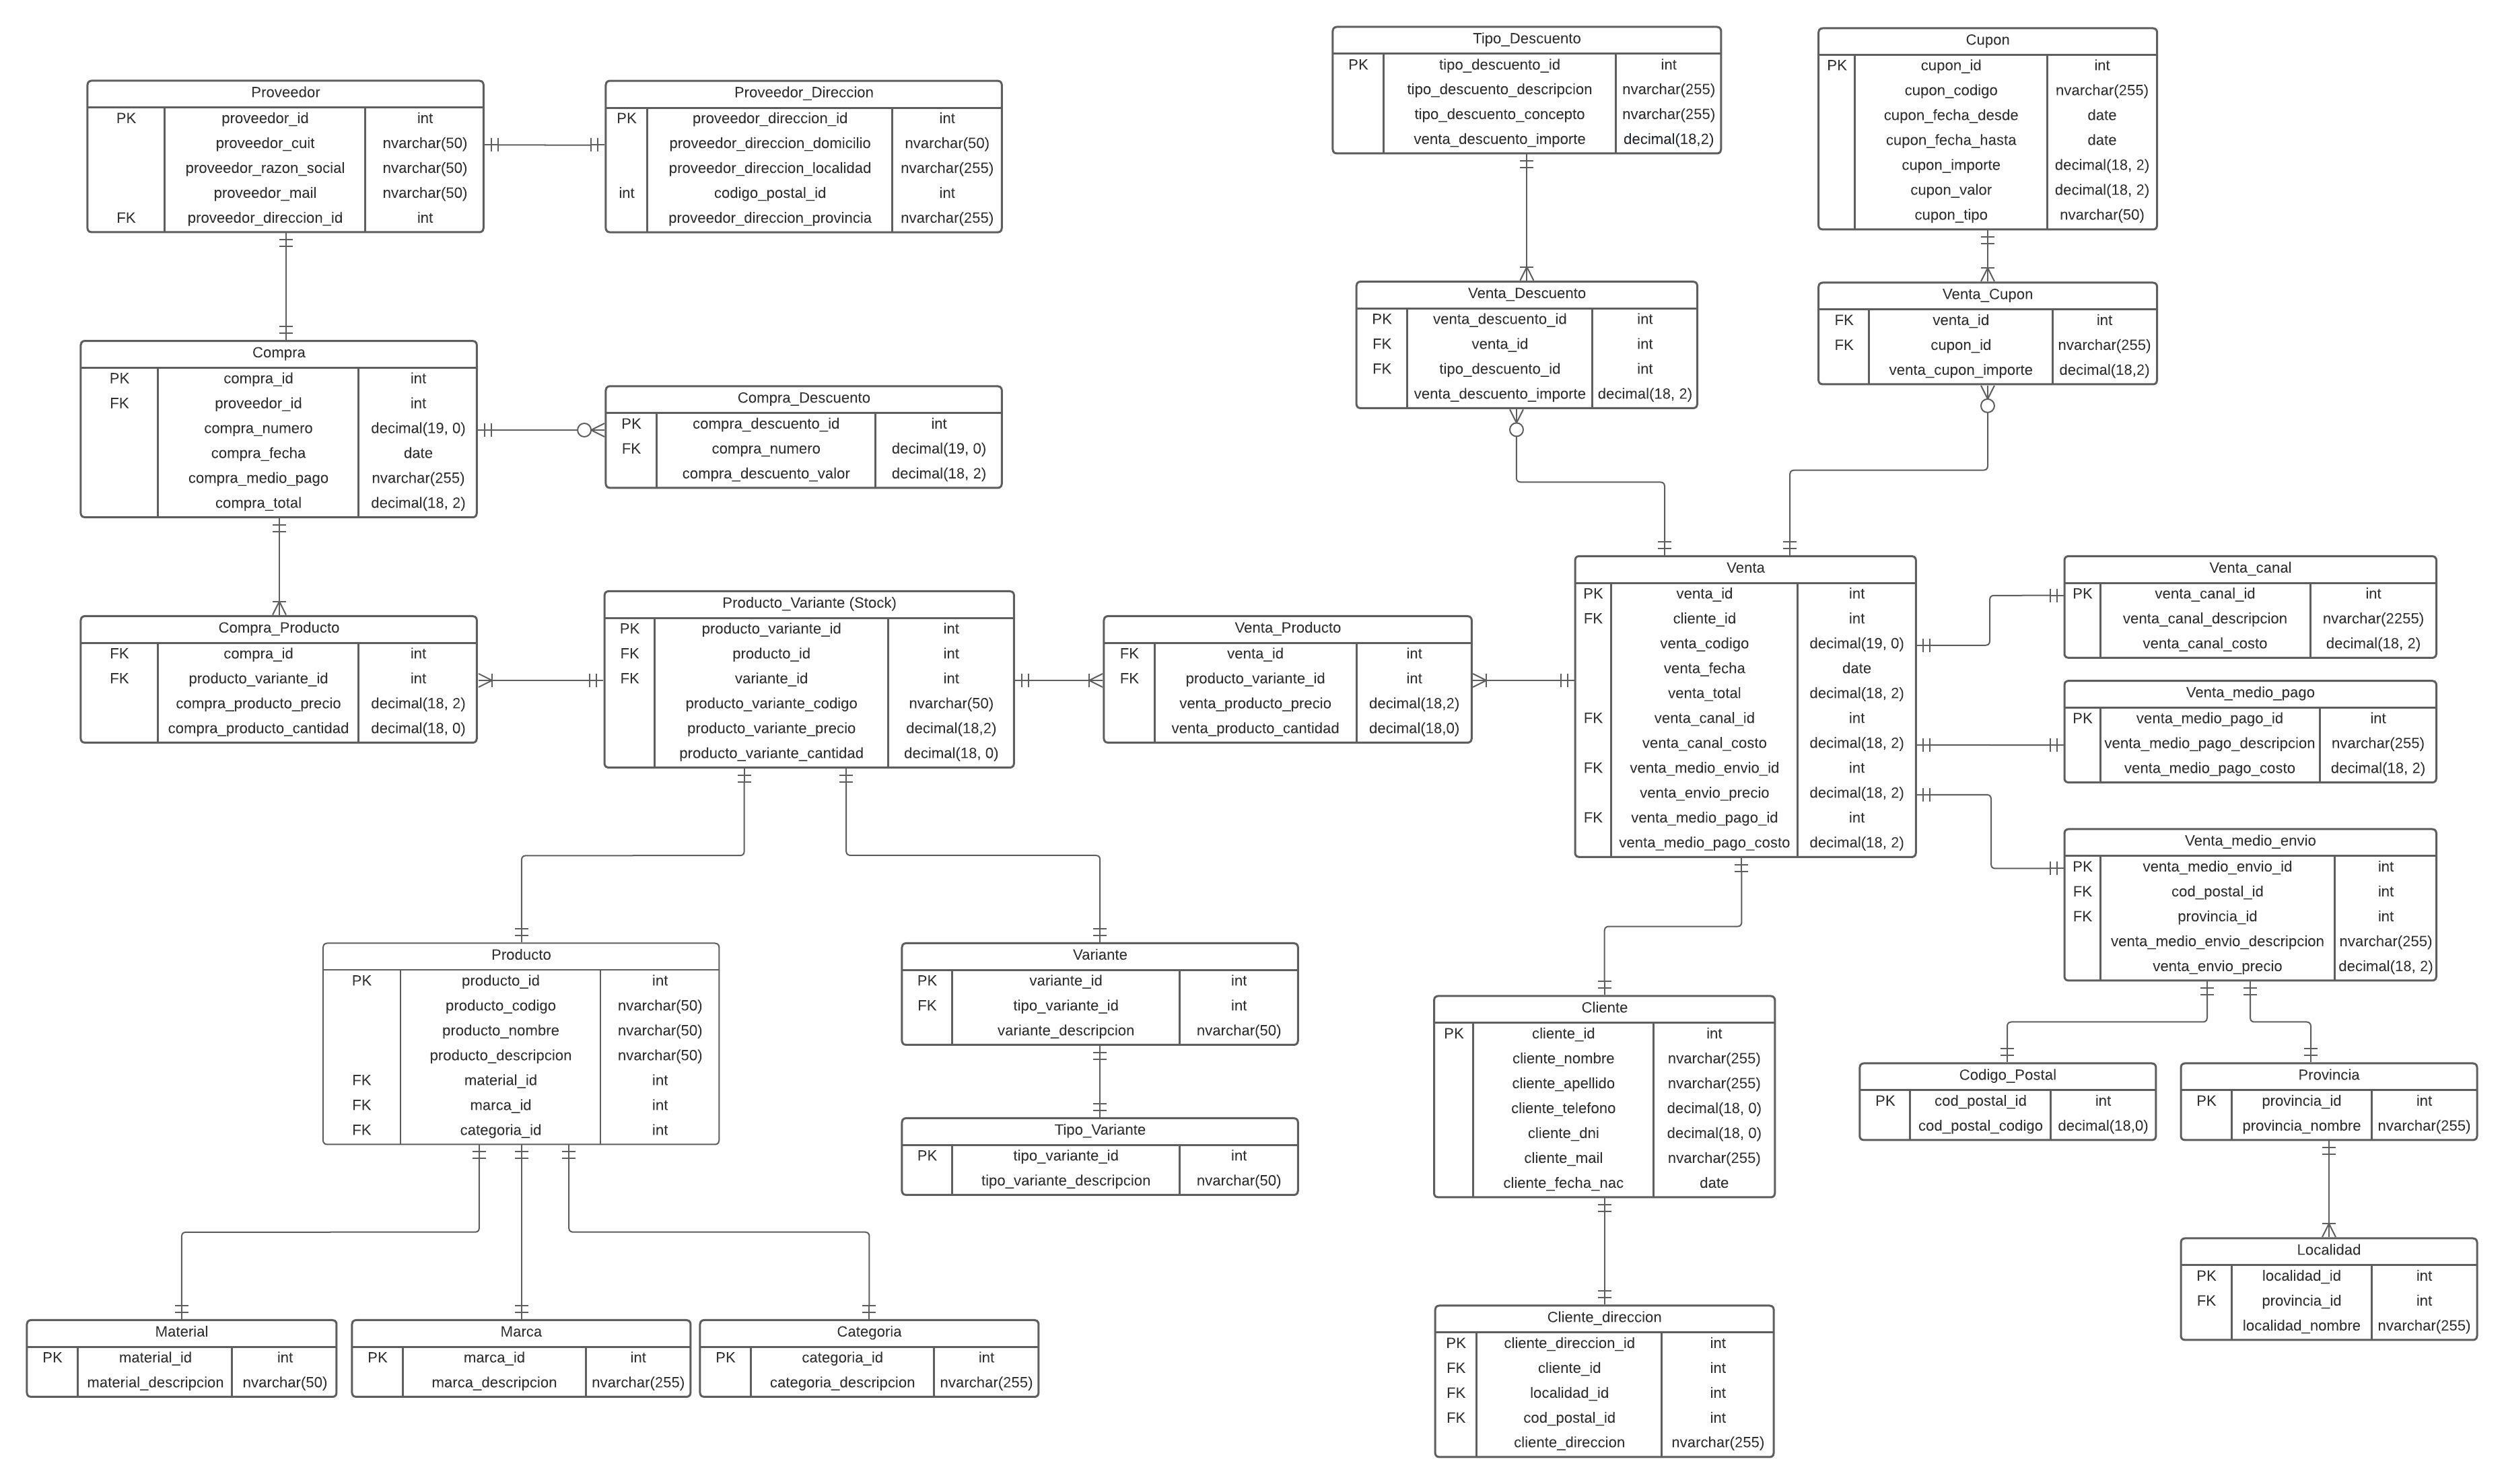 Proveedor
PK proveedor_id int
proveedor_cuit nvarchar(50)
proveedor_razon_social nvarchar(50)
proveedor_mail nvarchar(50)
FK proveedor_direccion_id int
Proveedor_Direccion
PK proveedor_direccion_id int
proveedor_direccion_domicilio nvarchar(50)
proveedor_direccion_localidad nvarchar(255)
int codigo_postal_id int
proveedor_direccion_provincia nvarchar(255)
Tipo_Descuento
PK tipo_descuento_id int
tipo_descuento_descripcion nvarchar(255)
tipo_descuento_concepto nvarchar(255)
venta_descuento_importe decimal(18,2)
Cupon
PK cupon_id int
cupon_codigo nvarchar(255)
cupon_fecha_desde date
cupon_fecha_hasta date
cupon_importe decimal(18, 2)
cupon_valor decimal(18, 2)
cupon_tipo nvarchar(50)
Venta_Descuento
PK venta_descuento_id int
FK venta_id int
FK tipo_descuento_id int
venta_descuento_importe decimal(18, 2)
Venta_Cupon
FK venta_id int
FK cupon_id nvarchar(255)
venta_cupon_importe decimal(18,2)
Compra
PK compra_id int
FK proveedor_id int
compra_numero decimal(19, 0)
compra_fecha date
compra_medio_pago nvarchar(255)
compra_total decimal(18, 2)
Compra_Descuento
PK compra_descuento_id int
FK compra_numero decimal(19, 0)
compra_descuento_valor decimal(18, 2)
Compra_Producto
FK compra_id int
FK producto_variante_id int
compra_producto_precio decimal(18, 2)
compra_producto_cantidad decimal(18, 0)
Producto_Variante (Stock)
PK producto_variante_id int
FK producto_id int
FK variante_id int
producto_variante_codigo nvarchar(50)
producto_variante_precio decimal(18,2)
producto_variante_cantidad decimal(18, 0)
Venta_Producto
FK venta_id int
FK producto_variante_id int
venta_producto_precio decimal(18,2)
venta_producto_cantidad decimal(18,0)
Venta
PK venta_id int
FK cliente_id int
venta_codigo decimal(19, 0)
venta_fecha date
venta_total decimal(18, 2)
FK venta_canal_id int
venta_canal_costo decimal(18, 2)
FK venta_medio_envio_id int
venta_envio_precio decimal(18, 2)
FK venta_medio_pago_id int
venta_medio_pago_costo decimal(18, 2)
Venta_canal
PK venta_canal_id int
venta_canal_descripcion nvarchar(2255)
venta_canal_costo decimal(18, 2)
Venta_medio_pago
PK venta_medio_pago_id int
venta_medio_pago_descripcion nvarchar(255)
venta_medio_pago_costo decimal(18, 2)
Venta_medio_envio
PK venta_medio_envio_id int
FK cod_postal_id int
FK provincia_id int
venta_medio_envio_descripcion nvarchar(255)
venta_envio_precio decimal(18, 2)
Producto
PK producto_id int
producto_codigo nvarchar(50)
producto_nombre nvarchar(50)
producto_descripcion nvarchar(50)
FK material_id int
FK marca_id int
FK categoria_id int
Variante
PK variante_id int
FK tipo_variante_id int
variante_descripcion nvarchar(50)
Tipo_Variante
PK tipo_variante_id int
tipo_variante_descripcion nvarchar(50)
Cliente
PK cliente_id int
cliente_nombre nvarchar(255)
cliente_apellido nvarchar(255)
cliente_telefono decimal(18, 0)
cliente_dni decimal(18, 0)
cliente_mail nvarchar(255)
cliente_fecha_nac date
Codigo_Postal
PK cod_postal_id int
cod_postal_codigo decimal(18,0)
Provincia
PK provincia_id int
provincia_nombre nvarchar(255)
Localidad
PK localidad_id int
FK provincia_id int
localidad_nombre nvarchar(255)
Material
PK material_id int
material_descripcion nvarchar(50)
Marca
PK marca_id int
marca_descripcion nvarchar(255)
Categoria
PK categoria_id int
categoria_descripcion nvarchar(255)
Cliente_direccion
PK cliente_direccion_id int
FK cliente_id int
FK localidad_id int
FK cod_postal_id int
cliente_direccion nvarchar(255)